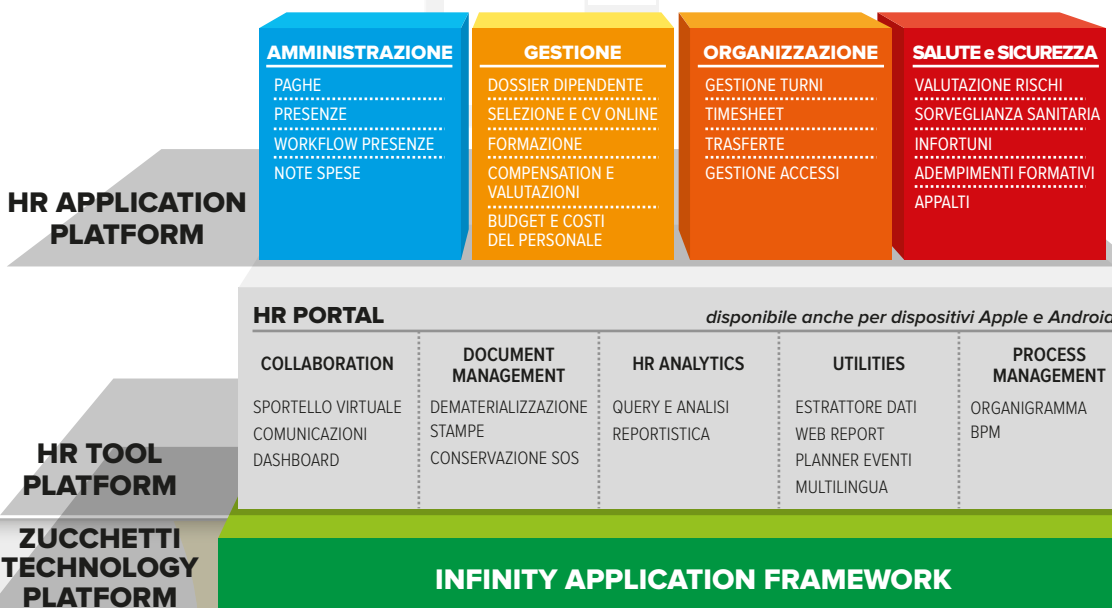 AMMINISTRAZIONE
PAGHE
PRESENZE
WORKFLOW PRESENZE
NOTE SPESE
GESTIONE
DOSSIER DIPENDENTE
SELEZIONE E CV ONLINE
FORMAZIONE
COMPENSATION E
VALUTAZIONI
BUDGET E COSTI
DEL PERSONALE
ORGANIZZAZIONE
GESTIONE TURNI
TIMESHEET
TRASFERTE
GESTIONE ACCESSI
SALUTE e SICUREZZA
VALUTAZIONE RISCHI
SORVEGLIANZA SANITARIA
INFORTUNI
ADEMPIMENTI FORMATIVI
APPALTI
HR APPLICATION
PLATFORM
HR PORTAL
disponibile anche per dispositivi Apple e Android
COLLABORATION
SPORTELLO VIRTUALE
COMUNICAZIONI
DASHBOARD
DOCUMENT
MANAGEMENT
DEMATERIALIZZAZIONE
STAMPE
CONSERVAZIONE SOS
HR ANALYTICS
QUERY E ANALISI
REPORTISTICA
UTILITIES
ESTRATTORE DATI
WEB REPORT
PLANNER EVENTI
MULTILINGUA
PROCESS
MANAGEMENT
ORGANIGRAMMA
BPM
HR TOOL
PLATFORM
ZUCCHETTI
TECHNOLOGY
PLATFORM
INFINITY APPLICATION FRAMEWORK